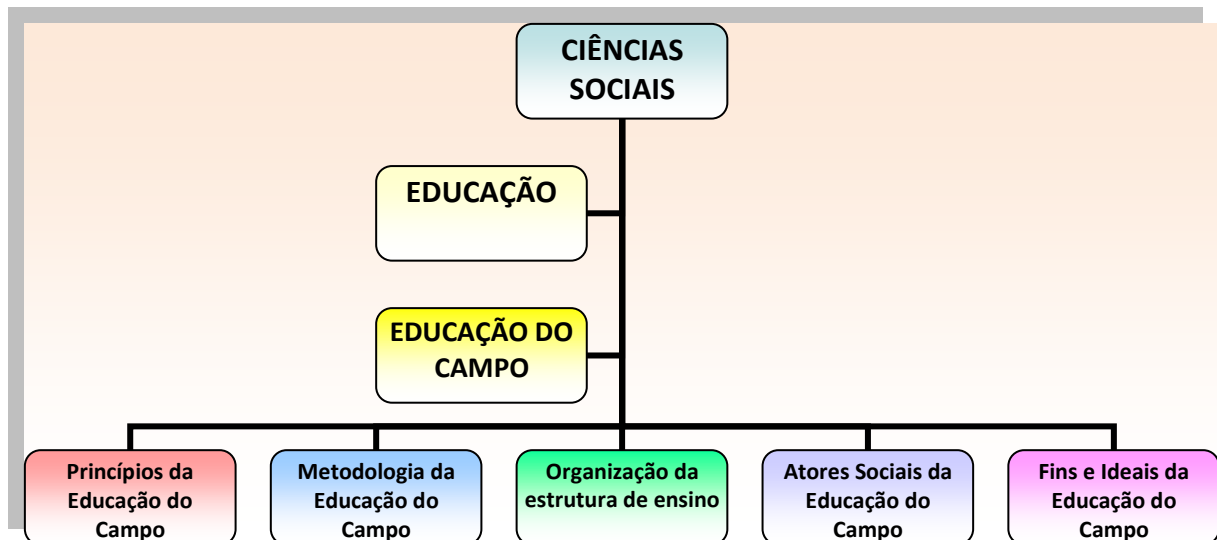 CIÊNCIAS
SOCIAIS
EDUCAÇÃO
EDUCAÇÃO DO
CAMPO
Princípios da
Educação do
Campo
Metodologia da
Educação do
Campo
Organização da
estrutura de ensino
Atores Sociais da
Educação do
Campo
Fins e Ideais da
Educação do
Campo